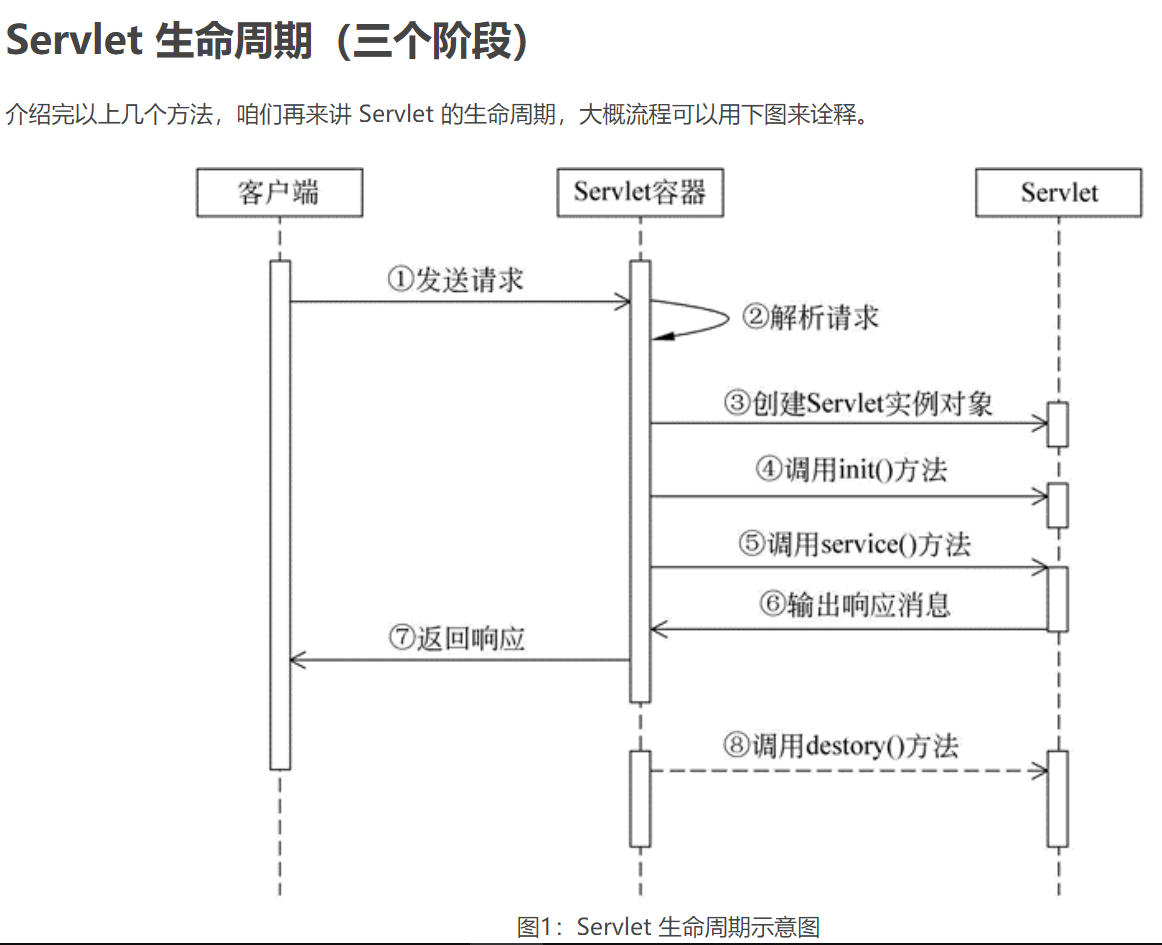 Servlet 生命周期（三个阶段）
介绍完以上几个方法，咱们再来讲 Servlet 的生命周期，大概流程可以用下图来诠释。
客户端
Servlet容器
Servlet
①发送请求
②解析请求
③创建Servlet实例对象
④调用init()方法
⑤调用service()方法
⑥输出响应消息
⑦返回响应
⑧调用destory()方法
图1：Servlet 生命周期示意图